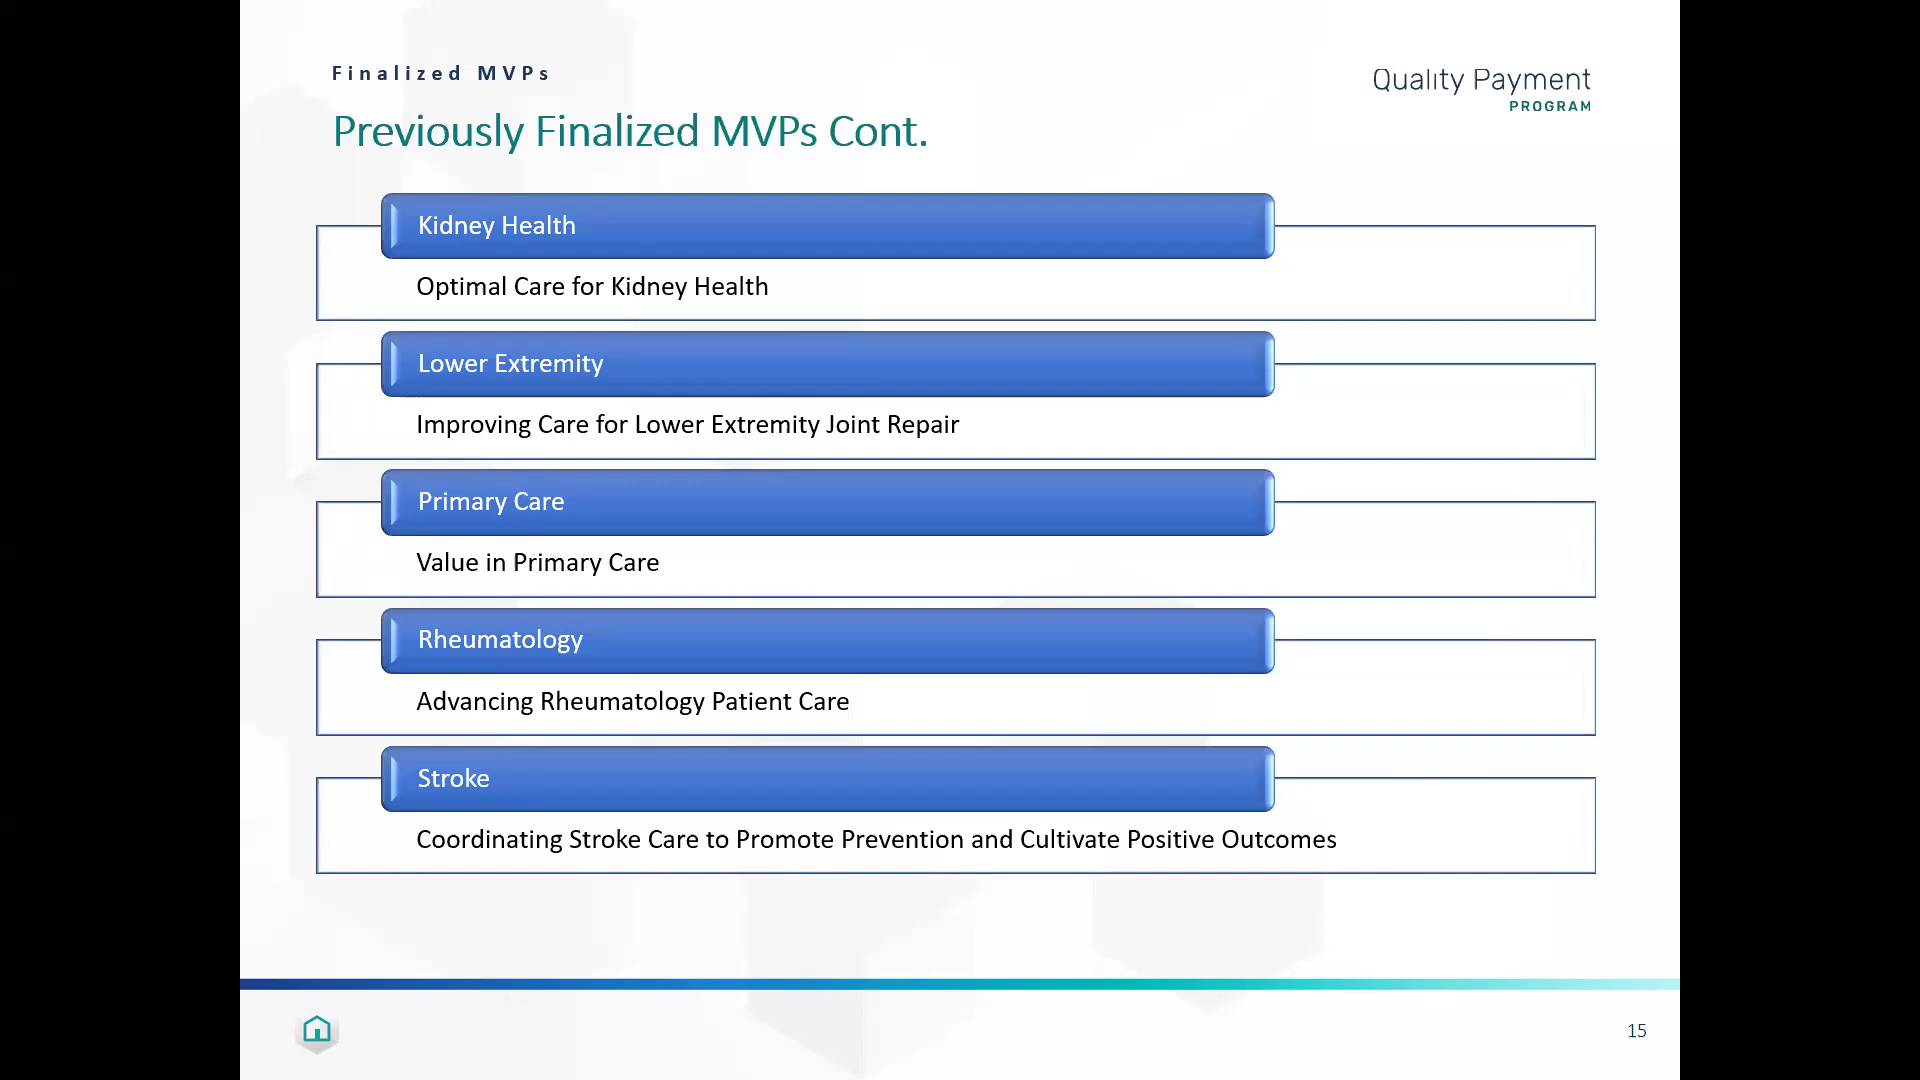 Finalized MVPs
Quality Payment
PROGRAM
Previously Finalized MVPs Cont.
Kidney Health
Optimal Care for Kidney Health
Lower Extremity
Improving Care for Lower Extremity Joint Repair
Primary Care
Value in Primary Care
Rheumatology
Advancing Rheumatology Patient Care
Stroke
Coordinating Stroke Care to Promote Prevention and Cultivate Positive Outcomes
15